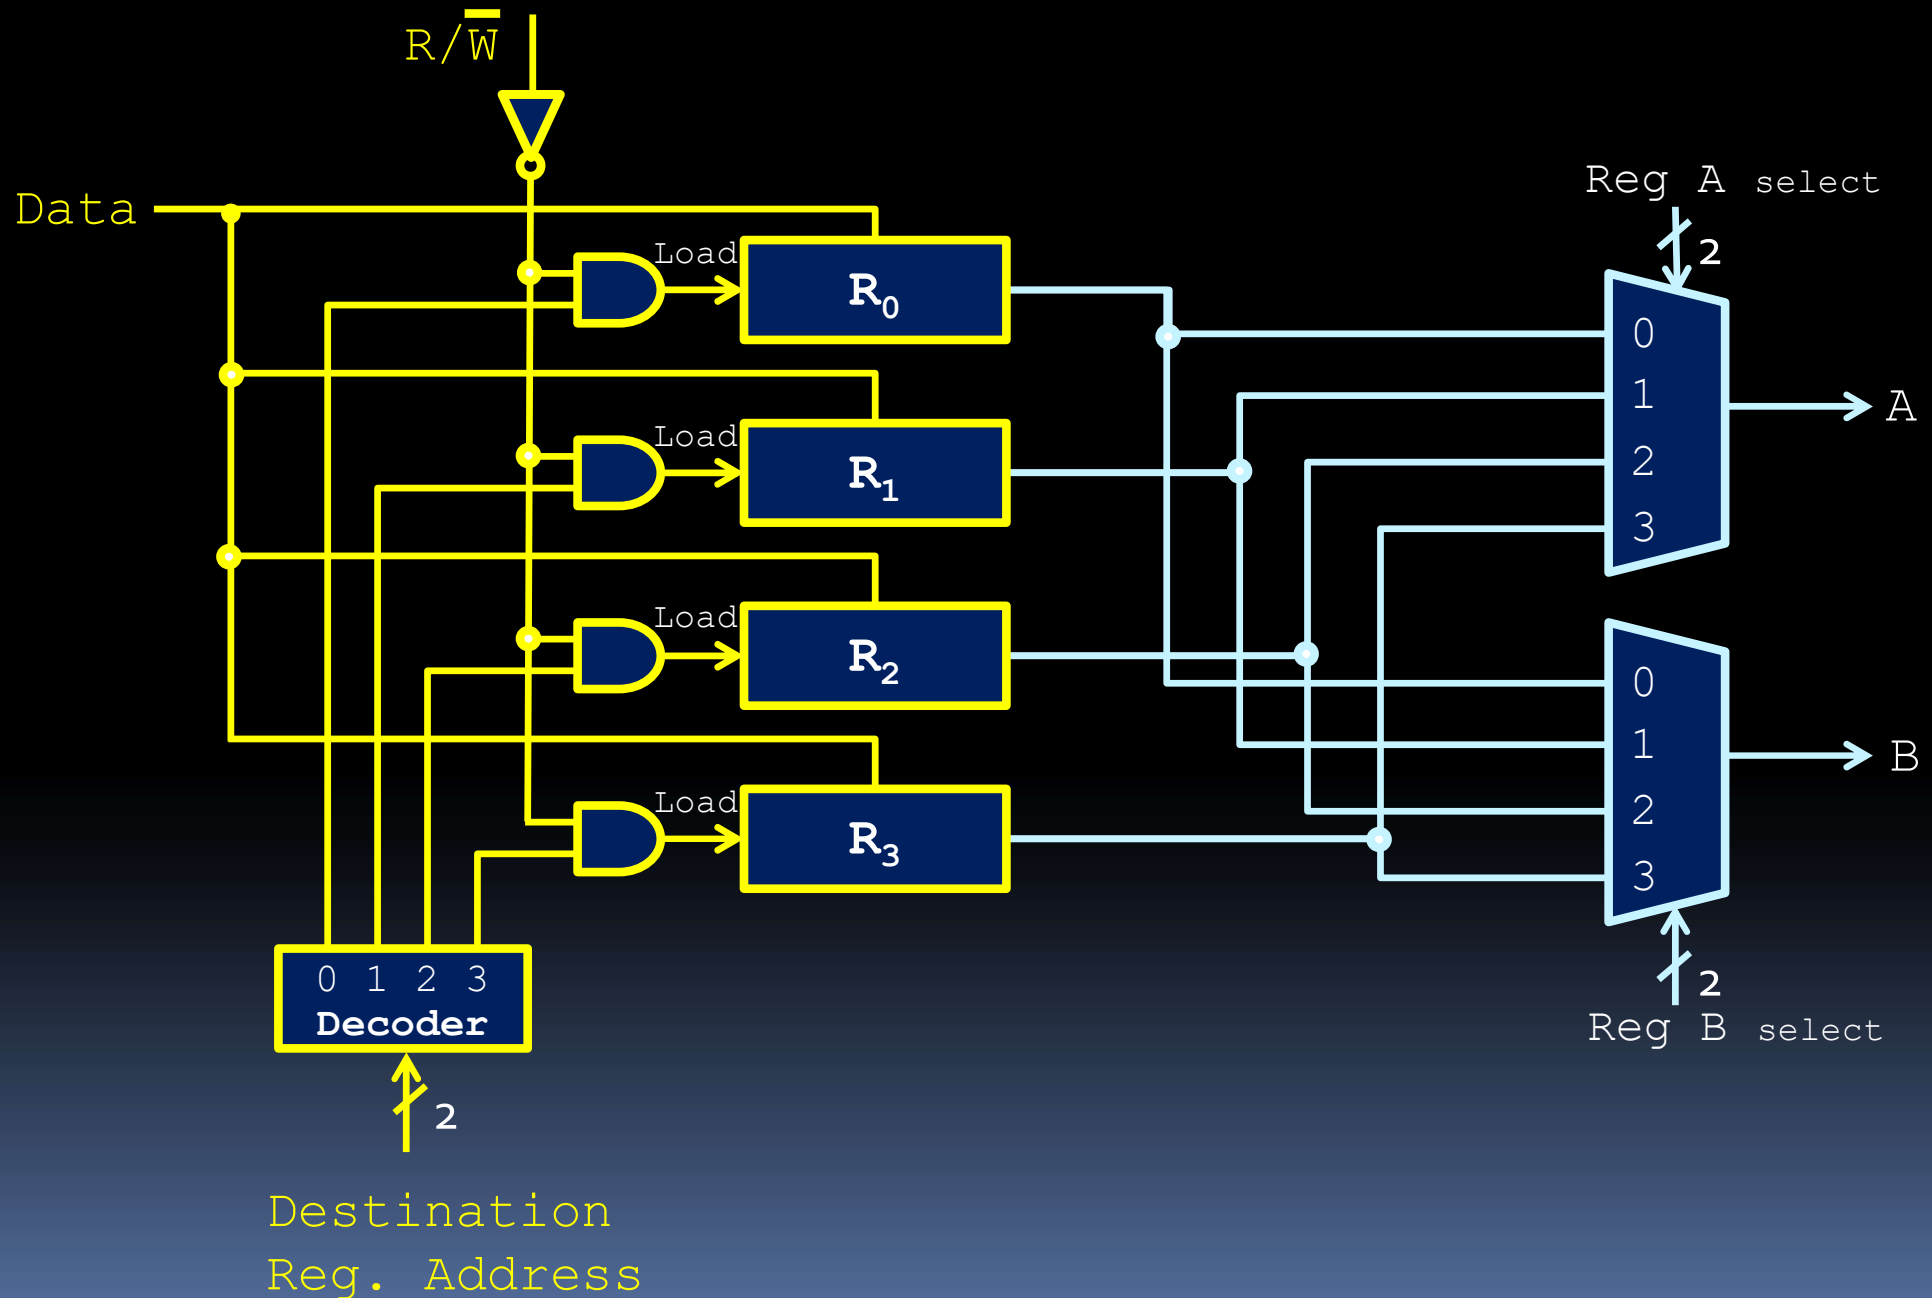 R/W̅
Data
Reg A select
2
Load
R₀
0
1
2
3
A
Load
R₁
Load
R₂
0
1
2
3
B
Load
R₃
0 1 2 3
Decoder
2
Reg B select
2
Destination
Reg. Address